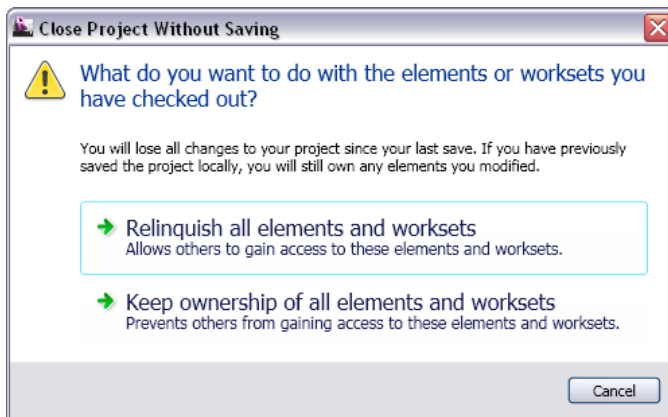 Close Project Without Saving
What do you want to do with the elements or worksets you
have checked out?
You will lose all changes to your project since your last save. If you have previously
saved the project locally, you will still own any elements you modified.
Relinquish all elements and worksets
Allows others to gain access to these elements and worksets.
Keep ownership of all elements and worksets
Prevents others from gaining access to these elements and worksets.
Cancel